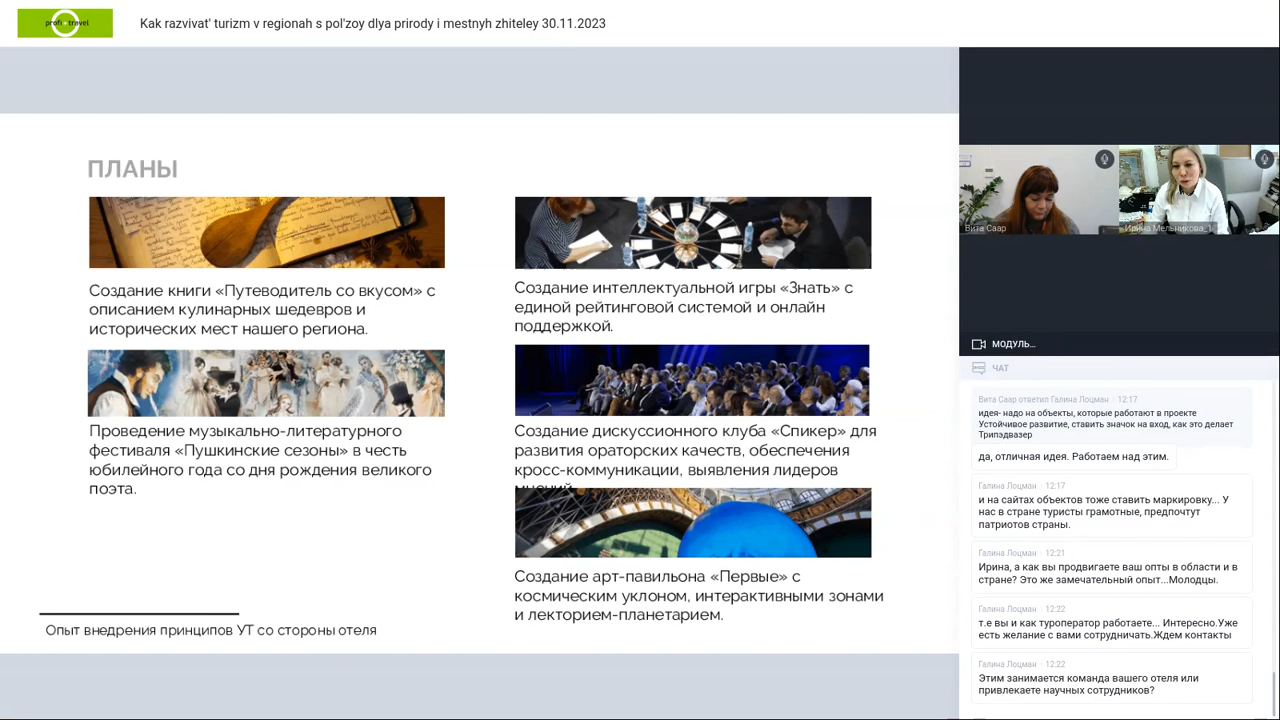 profi travel
Kak razvivat' turizm v regionah s pol'zoy dlya prirody i mestnyh zhiteley 30.11.2023
ПЛАНЫ
Создание книги «Путеводитель со вкусом» с
описанием кулинарных шедевров и
исторических мест нашего региона.
Проведение музыкально-литературного
фестиваля «Пушкинские сезоны» в честь
юбилейного года со дня рождения великого
поэта.
Создание интеллектуальной игры «Знать» с
единой рейтинговой системой и онлайн
поддержкой.
Создание дискуссионного клуба «Спикер» для
развития ораторских качеств, обеспечения
кросс-коммуникации, выявления лидеров
мнений.
Создание арт-павильона «Первые» с
космическим уклоном, интерактивными зонами
и лекторием-планетарием.
Опыт внедрения принципов УТ со стороны отеля
Вита Саар
Ирина Мельникова_1
МОДУЛЬ...
ЧАТ
Вита Саар ответил Галина Лоцман · 12:17
идея- надо на объекты, которые работают в проекте
Устойчивое развитие, ставить значок на вход, как это делает
Трипэдвазер
да, отличная идея. Работаем над этим.
Галина Лоцман · 12:17
и на сайтах объектов тоже ставить маркировку... У
нас в стране туристы грамотные, предпочтут
патриотов страны.
Галина Лоцман · 12:21
Ирина, а как вы продвигаете ваш опты в области и в
стране? Это же замечательный опыт...Молодцы.
Галина Лоцман · 12:22
т.е вы и как туроператор работаете... Интересно.Уже
есть желание с вами сотрудничать.Ждем контакты
Галина Лоцман · 12:22
Этим занимается команда вашего отеля или
привлекаете научных сотрудников?